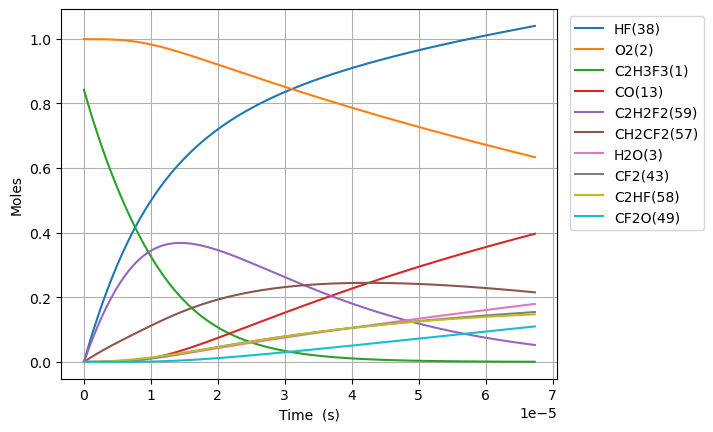 1.0
0.8
0.6
0.4
0.2
0.0
Moles
0
1
2
3
4
5
6
7
1e-5
Time (s)
HF(38)
O2(2)
C2H3F3(1)
CO(13)
C2H2F2(59)
CH2CF2(57)
H2O(3)
CF2(43)
C2HF(58)
CF2O(49)